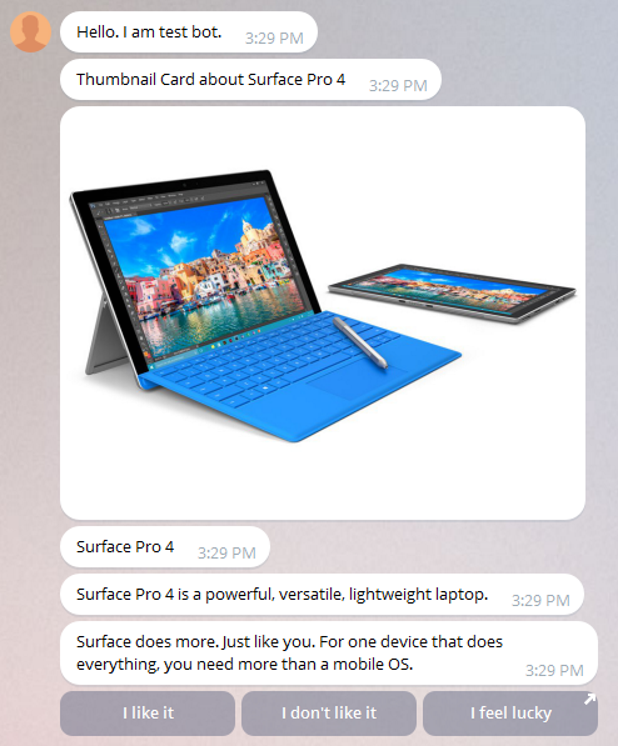 Hello. I am test bot. 3:29 PM
Thumbnail Card about Surface Pro 4 3:29 PM
Surface Pro 4 3:29 PM
Surface Pro 4 is a powerful, versatile, lightweight laptop. 3:29 PM
Surface does more. Just like you. For one device that does
everything, you need more than a mobile OS. 3:29 PM
I like it
I don't like it
I feel lucky